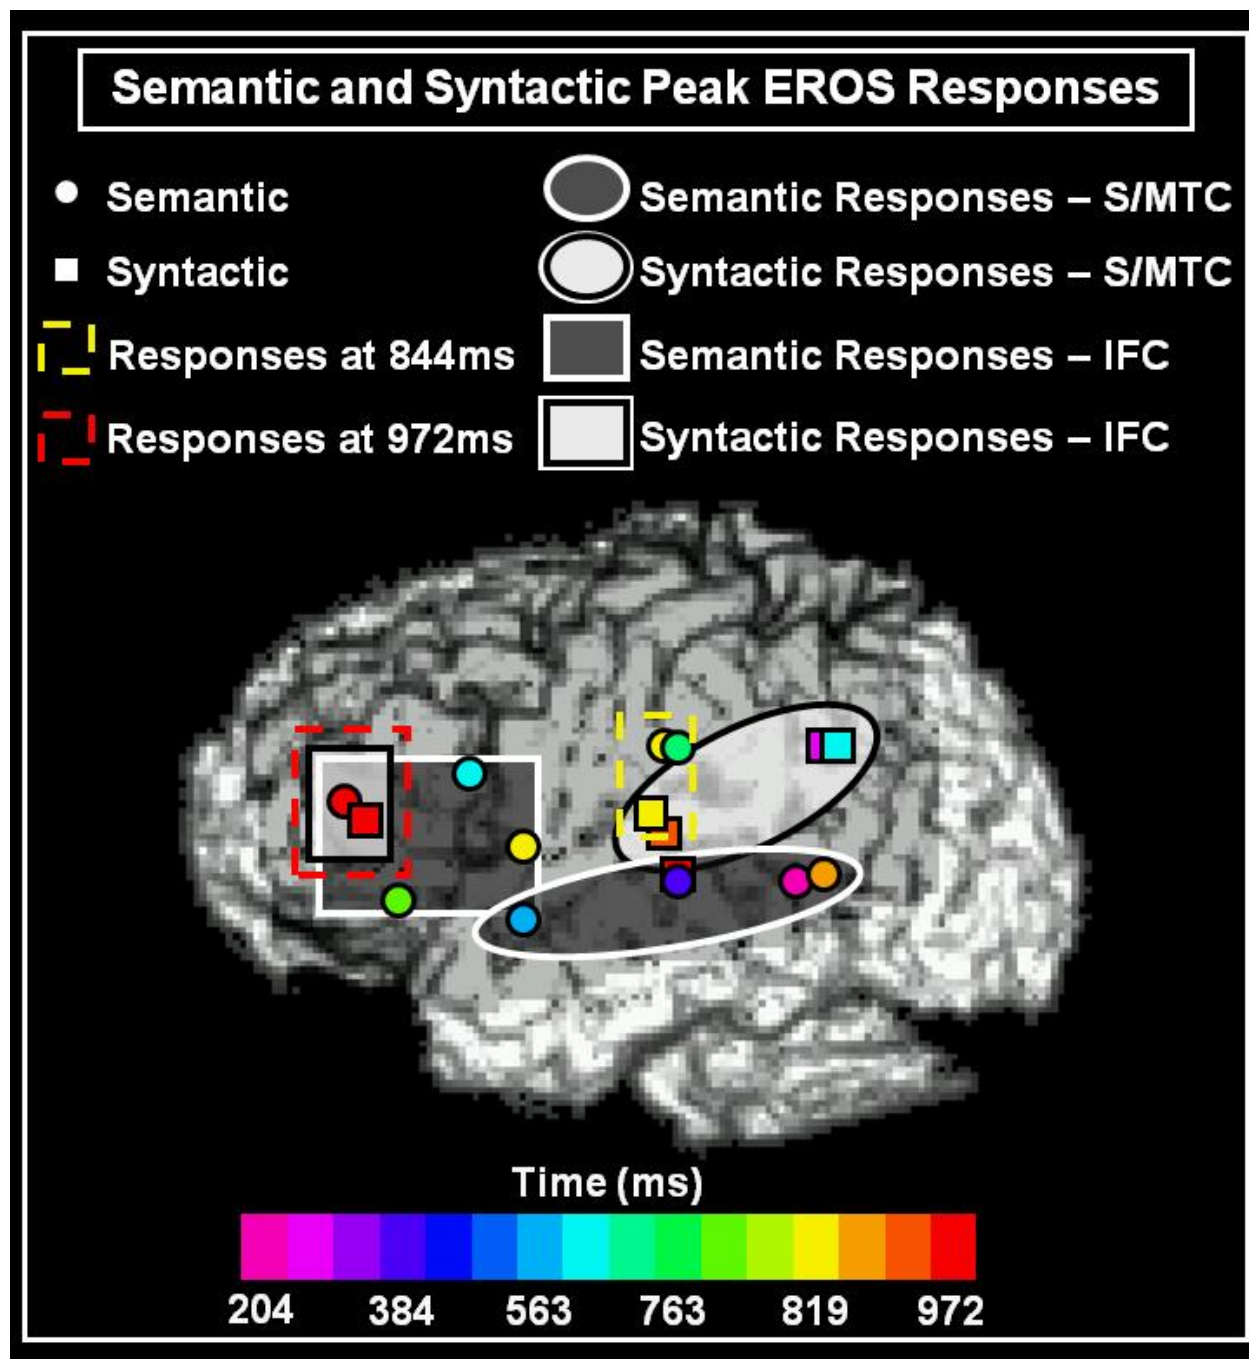 Semantic and Syntactic Peak EROS Responses
Semantic
Semantic Responses – S/MTC
Syntactic
Syntactic Responses – S/MTC
Responses at 844ms
Semantic Responses – IFC
Responses at 972ms
Syntactic Responses – IFC
Time (ms)
204 384 563 763 819 972